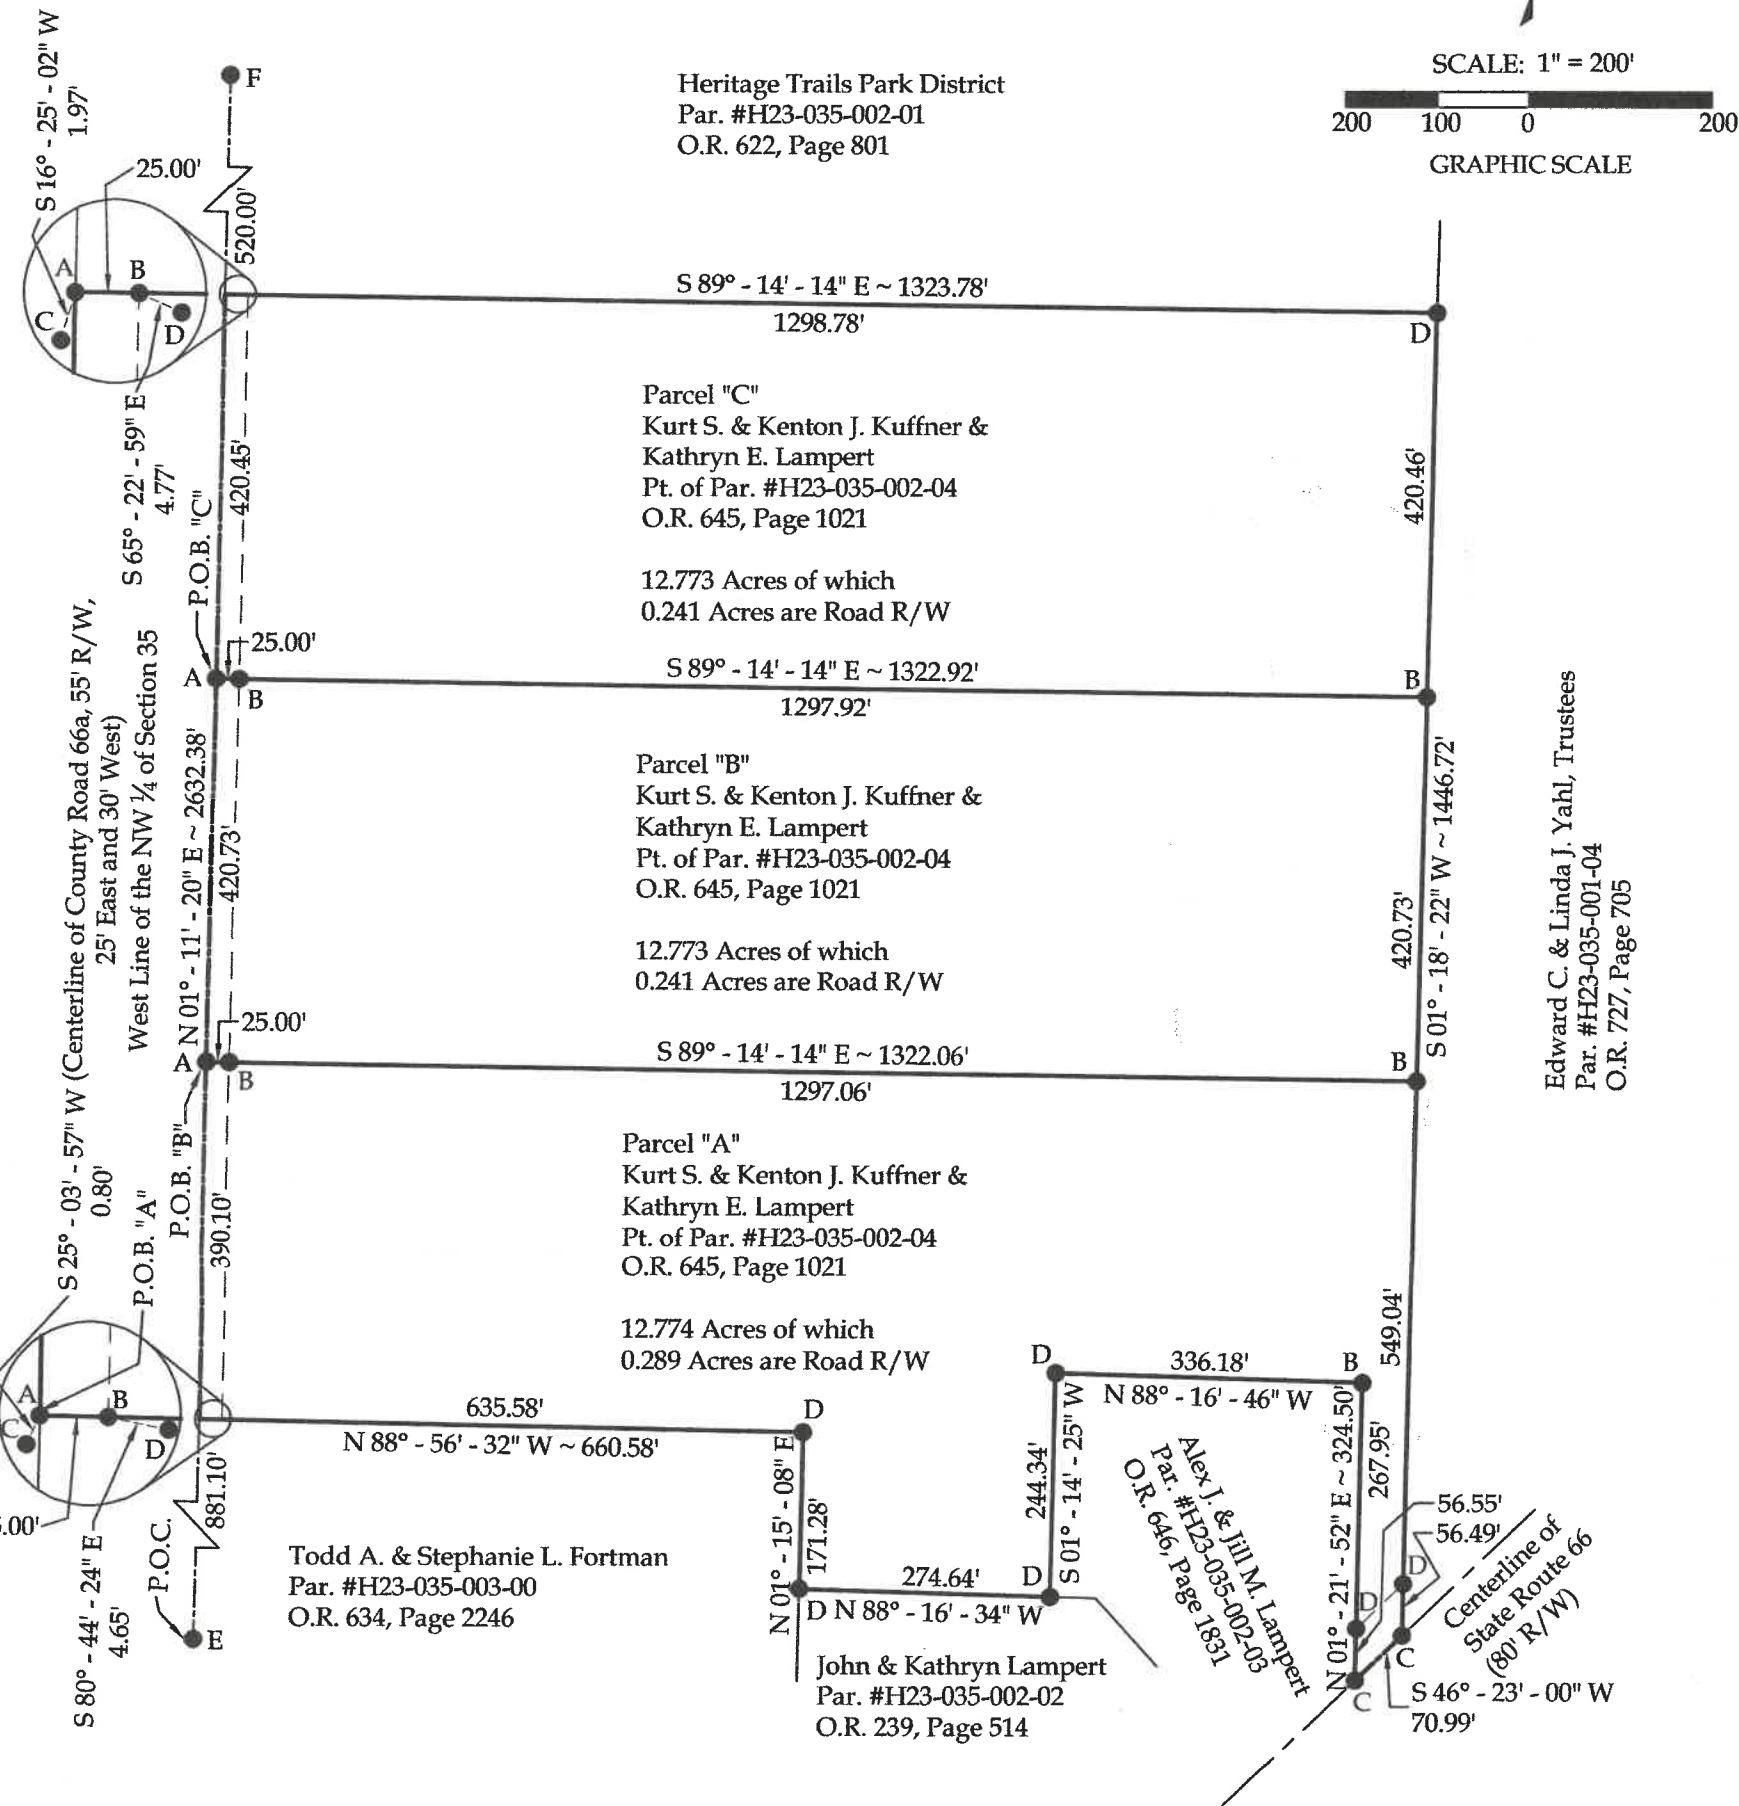 SCALE: 1" = 200'
200 100 0 200
GRAPHIC SCALE
Heritage Trails Park District
Par. #H23-035-002-01
O.R. 622, Page 801
F
S 16° - 25' - 02" W
1.97'
25.00'
520.00'
A
B
C
D
S 65° - 22' - 59" E
4.77'
S 89° - 14' - 14" E ~ 1323.78'
1298.78'
D
Parcel "C"
Kurt S. & Kenton J. Kuffner &
Kathryn E. Lampert
Pt. of Par. #H23-035-002-04
O.R. 645, Page 1021
12.773 Acres of which
0.241 Acres are Road R/W
420.45'
420.46'
P.O.B. "C"
25.00'
A
B
S 89° - 14' - 14" E ~ 1322.92'
1297.92'
B
S 25° - 03' - 57" W (Centerline of County Road 66a, 55' R/W,
0.80'
25' East and 30' West)
West Line of the NW ¼ of Section 35
N 01° - 11' - 20" E ~ 2632.38'
420.73'
Parcel "B"
Kurt S. & Kenton J. Kuffner &
Kathryn E. Lampert
Pt. of Par. #H23-035-002-04
O.R. 645, Page 1021
12.773 Acres of which
0.241 Acres are Road R/W
420.73'
S 01° - 18' - 22" W ~ 1446.72'
Edward C. & Linda J. Yahl, Trustees
Par. #H23-035-001-04
O.R. 727, Page 705
25.00'
A
B
P.O.B. "B"
S 89° - 14' - 14" E ~ 1322.06'
1297.06'
B
Parcel "A"
Kurt S. & Kenton J. Kuffner &
Kathryn E. Lampert
Pt. of Par. #H23-035-002-04
O.R. 645, Page 1021
12.774 Acres of which
0.289 Acres are Road R/W
390.10'
549.04'
P.O.B. "A"
A
B
C
D
5.00'
S 80° - 44' - 24" E
4.65'
881.10'
P.O.C.
E
635.58'
N 88° - 56' - 32" W ~ 660.58'
D
N 01° - 15' - 08" E
171.28'
D
274.64'
N 88° - 16' - 34" W
D
244.34'
S 01° - 14' - 25" W
D
336.18'
N 88° - 16' - 46" W
B
N 01° - 21' - 52" E ~ 324.50'
267.95'
56.55'
56.49'
D
D
C
C
Centerline of
State Route 66
(80' R/W)
S 46° - 23' - 00" W
70.99'
Alex J. & Jill M. Lampert
Par. #H23-035-002-03
O.R. 646, Page 1831
Todd A. & Stephanie L. Fortman
Par. #H23-035-003-00
O.R. 634, Page 2246
John & Kathryn Lampert
Par. #H23-035-002-02
O.R. 239, Page 514